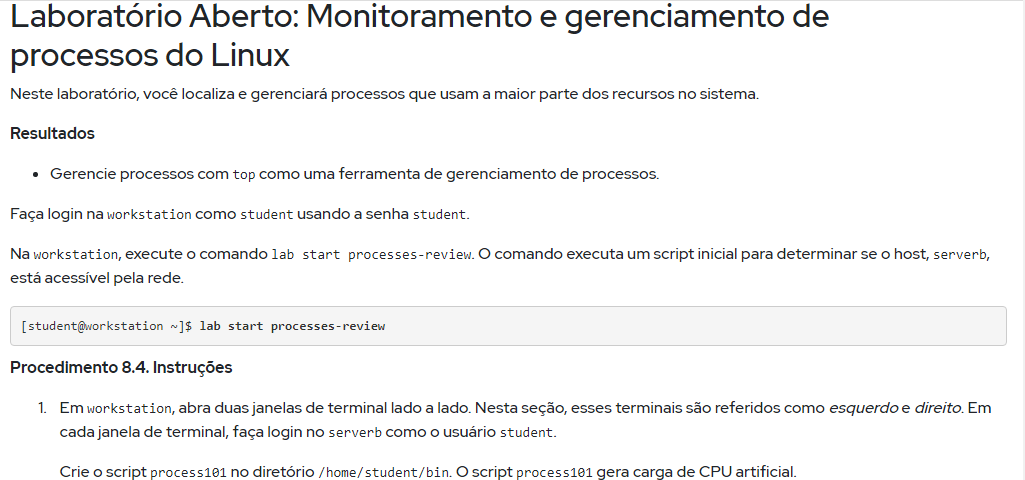 Laboratório Aberto: Monitoramento e gerenciamento de
processos do Linux
Neste laboratório, você localiza e gerenciará processos que usam a maior parte dos recursos no sistema.
Resultados
• Gerencie processos com top como uma ferramenta de gerenciamento de processos.
Faça login na workstation como student usando a senha student.
Na workstation, execute o comando lab start processes-review. O comando executa um script inicial para determinar se o host, serverb,
está acessível pela rede.
[student@workstation ~]$ lab start processes-review
Procedimento 8.4. Instruções
1. Em workstation, abra duas janelas de terminal lado a lado. Nesta seção, esses terminais são referidos como esquerdo e direito. Em
cada janela de terminal, faça login no serverb como o usuário student.
Crie o script process101 no diretório /home/student/bin. O script process101 gera carga de CPU artificial.